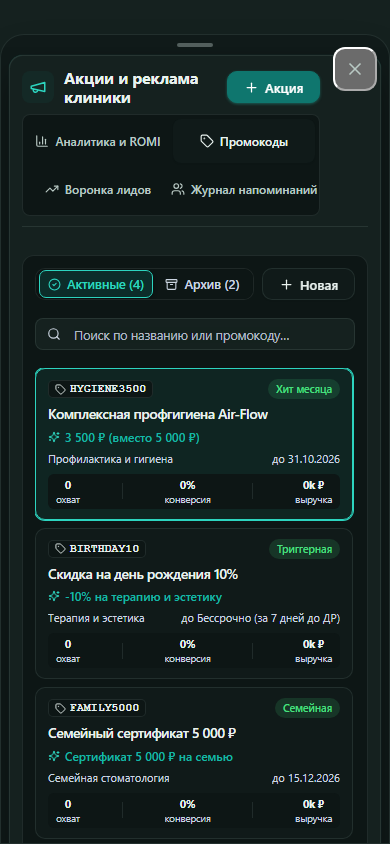 Акции и реклама
клиники
+ Акция
Аналитика и ROMI
Промокоды
Воронка лидов
Журнал напоминаний
Активные (4)
Архив (2)
+ Новая
Поиск по названию или промокоду...
HYGIENE3500
Хит месяца
Комплексная профгигиена Air-Flow
3 500 ₽ (вместо 5 000 ₽)
Профилактика и гигиена
до 31.10.2026
0 0% 0k ₽
охват конверсия выручка
BIRTHDAY10
Триггерная
Скидка на день рождения 10%
-10% на терапию и эстетику
Терапия и эстетика
до Бессрочно (за 7 дней до ДР)
0 0% 0k ₽
охват конверсия выручка
FAMILY5000
Семейная
Семейный сертификат 5 000 ₽
Сертификат 5 000 ₽ на семью
Семейная стоматология
до 15.12.2026
0 0% 0k ₽
охват конверсия выручка